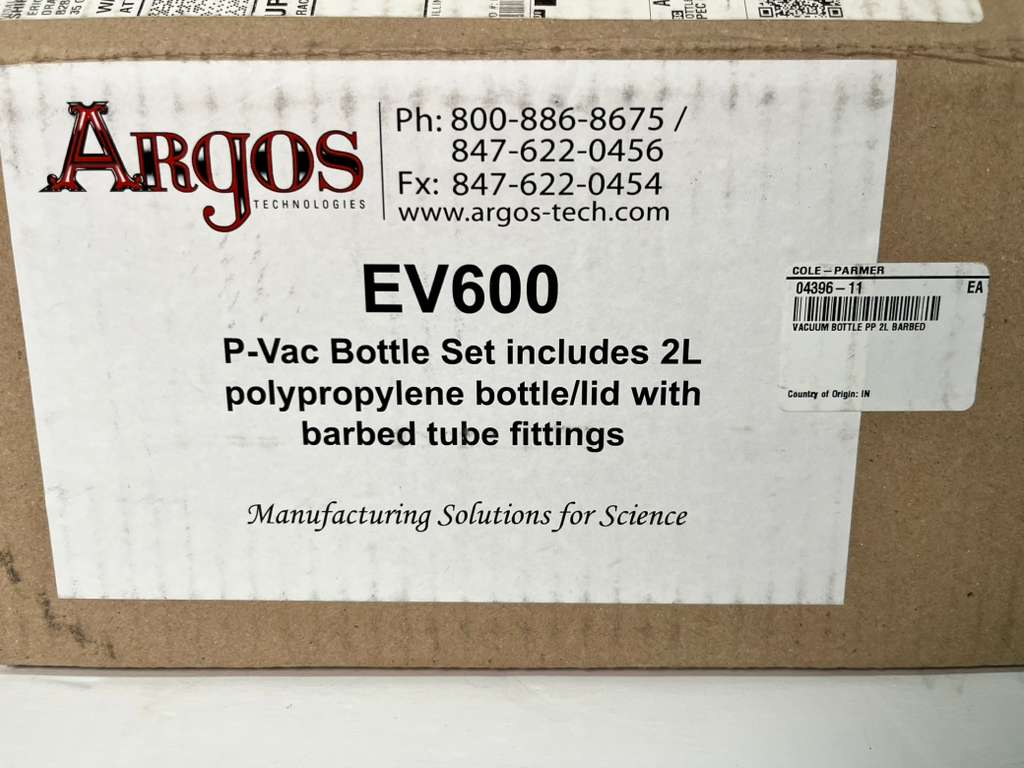 Argos
TECHNOLOGIES
Ph: 800-886-8675 /
847-622-0456
Fx: 847-622-0454
www.argos-tech.com
EV600
P-Vac Bottle Set includes 2L
polypropylene bottle/lid with
barbed tube fittings
Manufacturing Solutions for Science
COLE-PARMER
04396-11 EA
VACUUM BOTTLE PP 2L BARBED
Country of Origin: IN